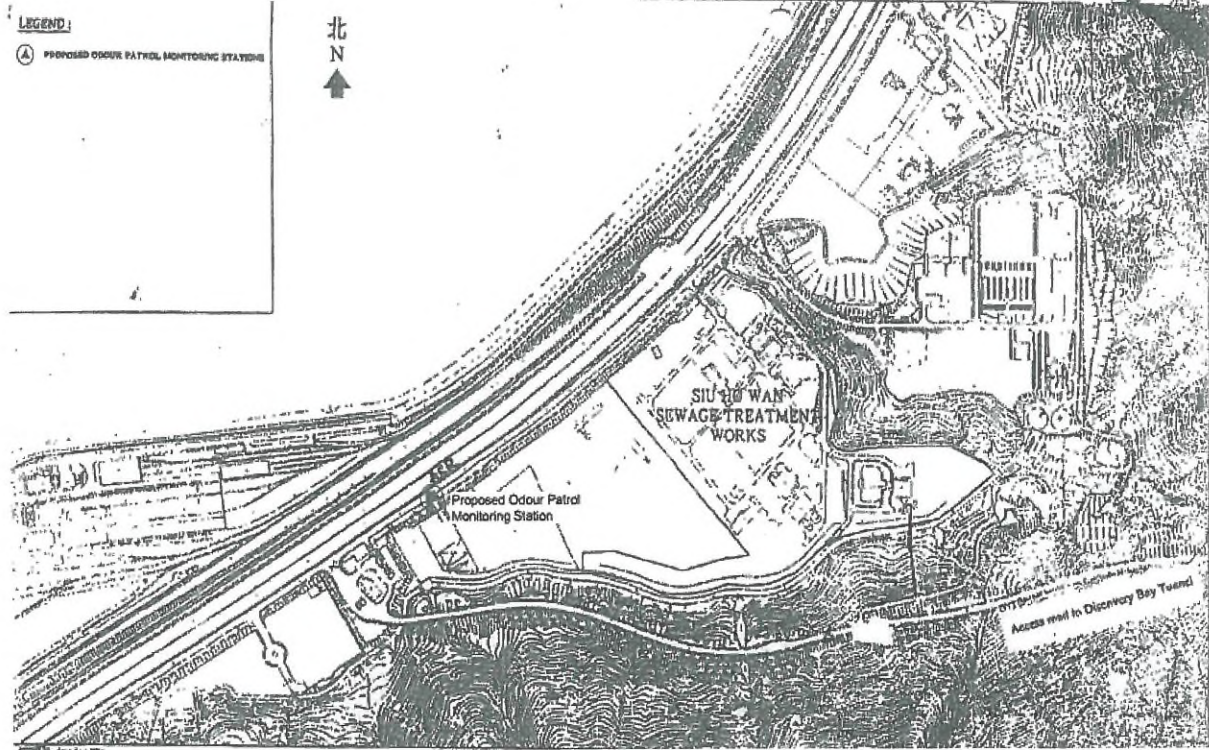 LEGEND:
A PROPOSED ODOUR PATROL MONITORING STATIONS
北
N
SIU HO WAN
SEWAGE TREATMENT
WORKS
Proposed Odour Patrol
Monitoring Station
Access road to Discovery Bay Tunnel